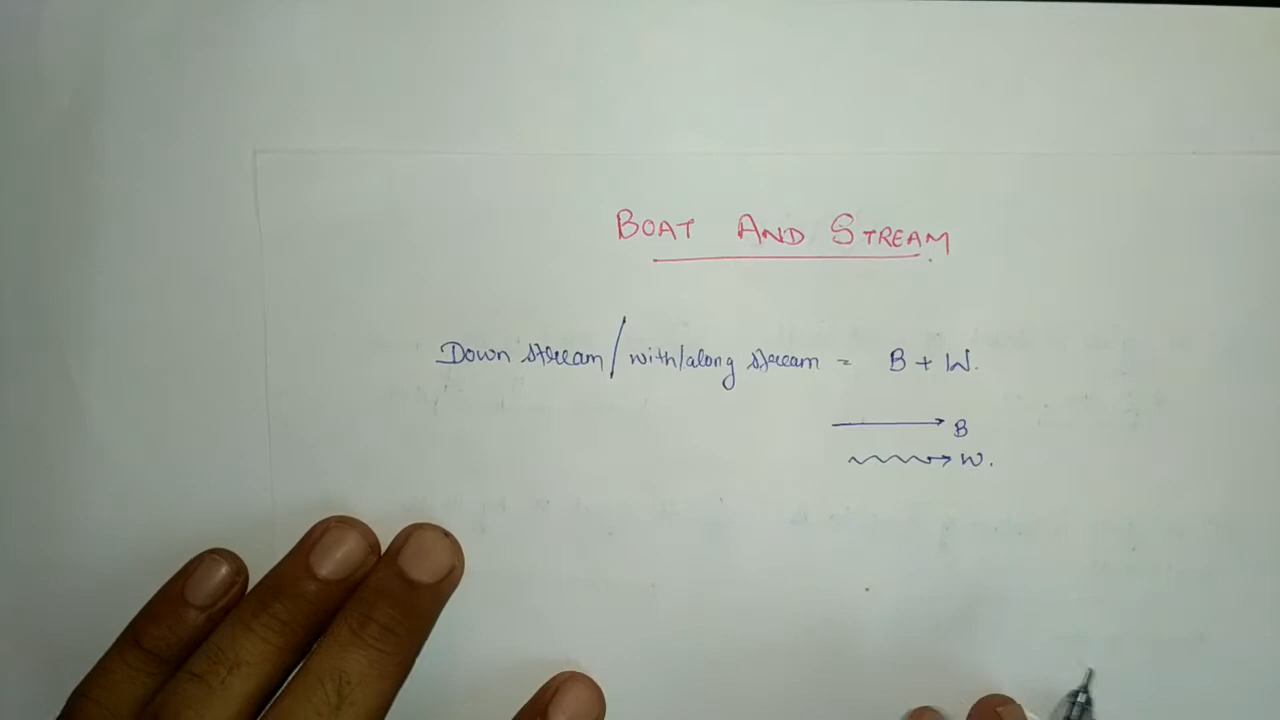 BOAT AND STREAM
Down stream / with/along stream = B + W.
B
W.